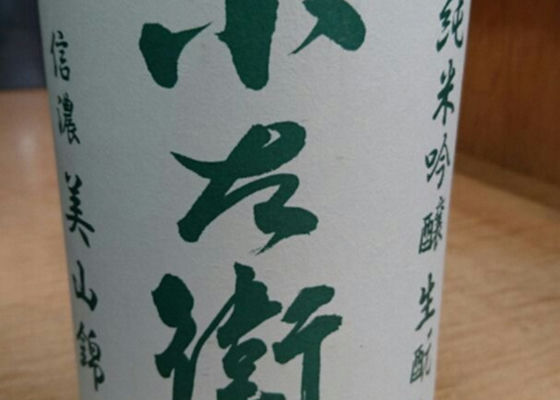 純米吟醸 生酛
小左衛
信濃 美山錦